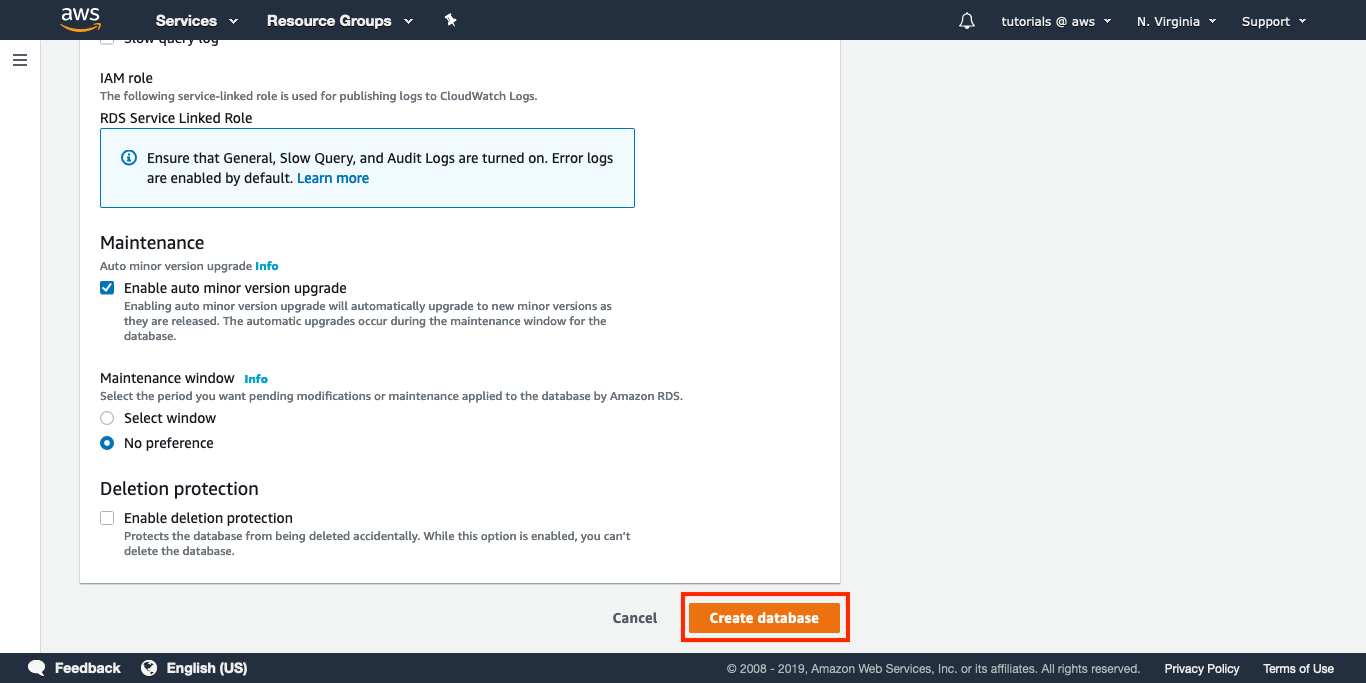 aws Services Resource Groups tutorials @ aws N. Virginia Support
Slow query log
IAM role
The following service-linked role is used for publishing logs to CloudWatch Logs.
RDS Service Linked Role
Ensure that General, Slow Query, and Audit Logs are turned on. Error logs
are enabled by default. Learn more
Maintenance
Auto minor version upgrade Info
Enable auto minor version upgrade
Enabling auto minor version upgrade will automatically upgrade to new minor versions as
they are released. The automatic upgrades occur during the maintenance window for the
database.
Maintenance window Info
Select the period you want pending modifications or maintenance applied to the database by Amazon RDS.
Select window
No preference
Deletion protection
Enable deletion protection
Protects the database from being deleted accidentally. While this option is enabled, you can't
delete the database.
Cancel Create database
Feedback English (US) © 2008 - 2019, Amazon Web Services, Inc. or its affiliates. All rights reserved. Privacy Policy Terms of Use